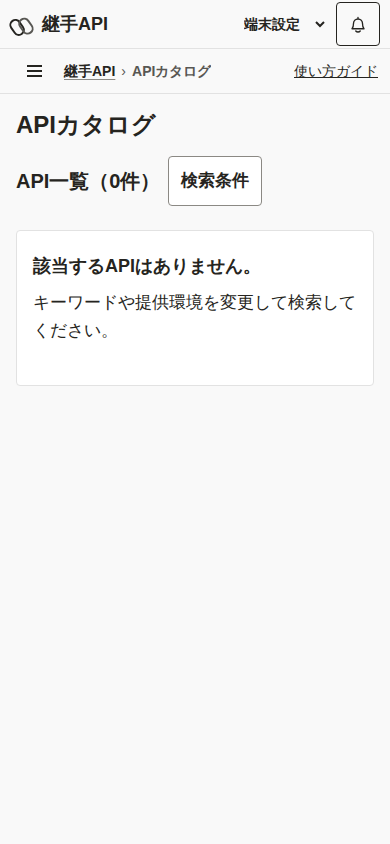 継手API 端末設定
継手API › APIカタログ 使い方ガイド
APIカタログ
API一覧（0件） 検索条件
該当するAPIはありません。
キーワードや提供環境を変更して検索して
ください。